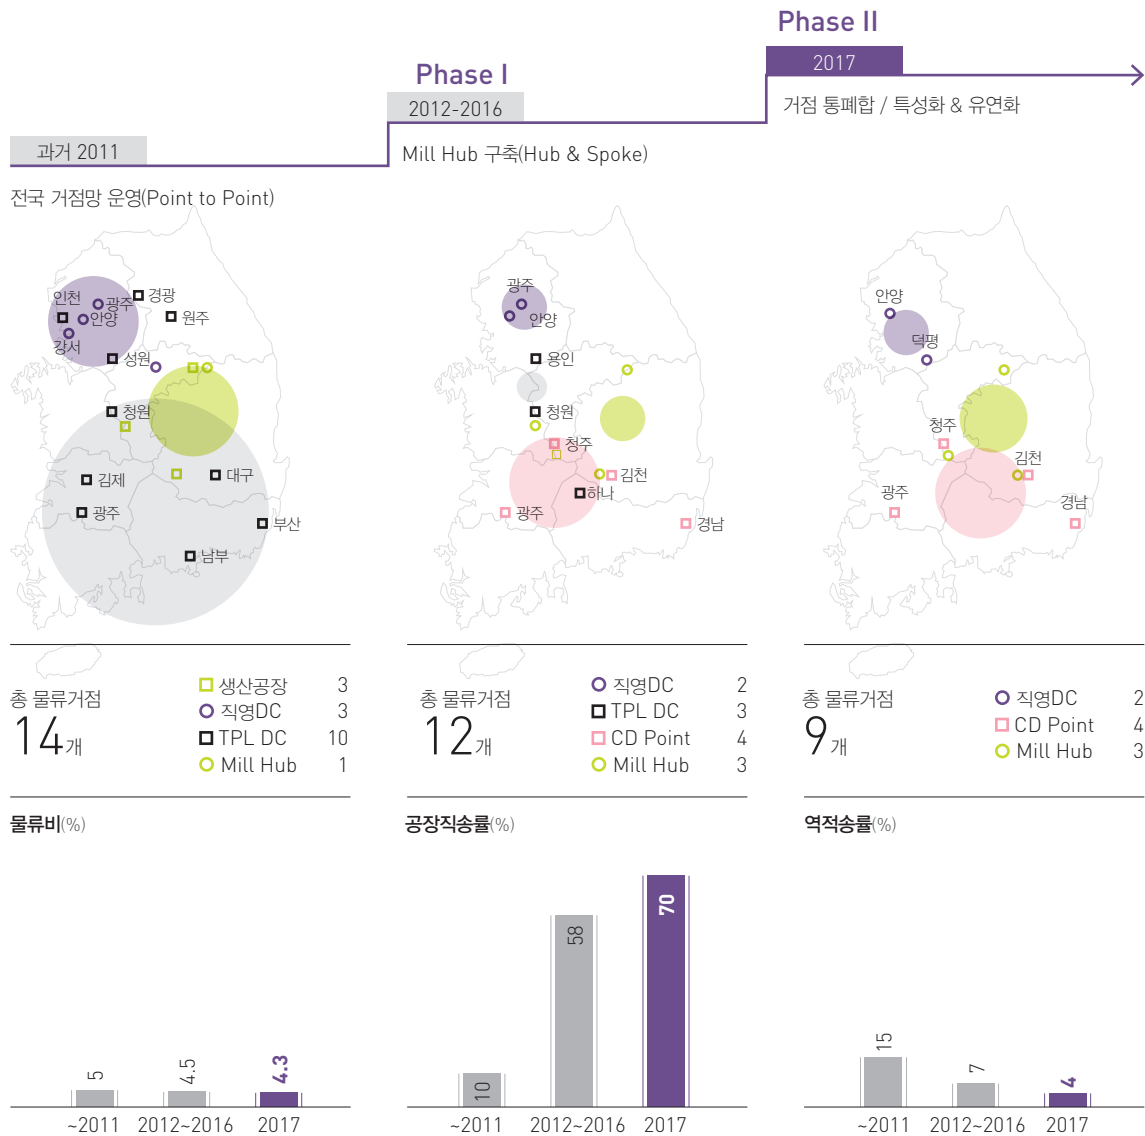 Phase II
2017
거점 통폐합 / 특성화 & 유연화
Phase I
2012-2016
Mill Hub 구축(Hub & Spoke)
과거 2011
전국 거점망 운영(Point to Point)
인천
광주
경광
안양
원주
강서
성원
청원
김제
대구
광주
부산
남부
광주
안양
용인
청원
청주
김천
하나
광주
경남
안양
덕평
청주
김천
광주
경남
총 물류거점
14개
생산공장 3
직영DC 3
TPL DC 10
Mill Hub 1
총 물류거점
12개
직영DC 2
TPL DC 3
CD Point 4
Mill Hub 3
총 물류거점
9개
직영DC 2
CD Point 4
Mill Hub 3
물류비(%)
5
4.5
4.3
~2011 2012~2016 2017
공장직송률(%)
10
58
70
~2011 2012~2016 2017
역적송률(%)
15
7
4
~2011 2012~2016 2017